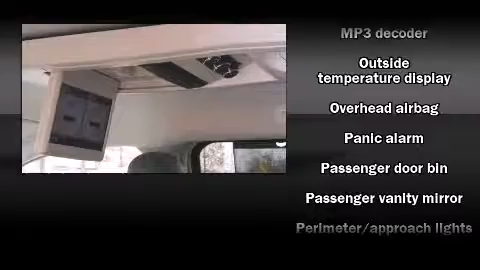 MP3 decoder
Outside
temperature display
Overhead airbag
Panic alarm
Passenger door bin
Passenger vanity mirror
Perimeter/approach lights